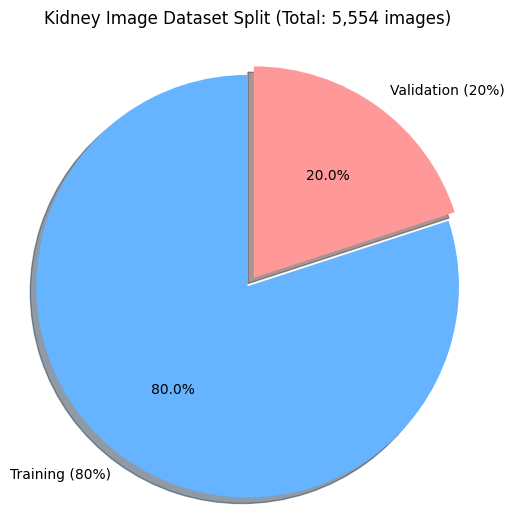 Kidney Image Dataset Split (Total: 5,554 images)
Validation (20%)
20.0%
80.0%
Training (80%)